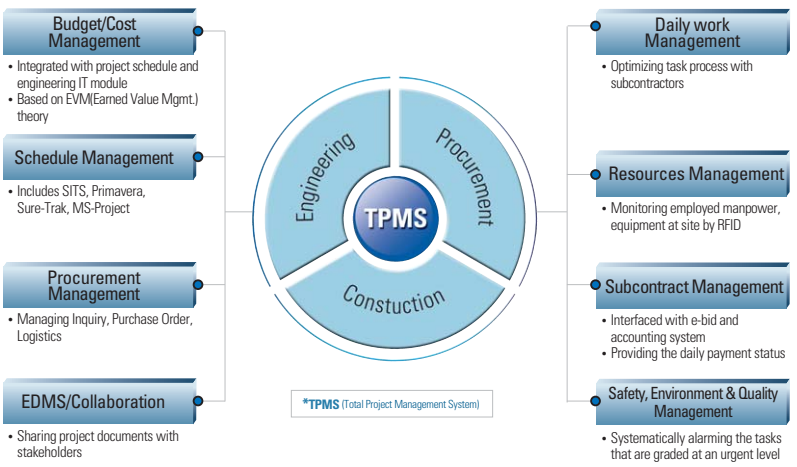 Budget/Cost
Management
• Integrated with project schedule and
engineering IT module
• Based on EVM(Earned Value Mgmt.)
theory
Schedule Management
• Includes SITS, Primavera,
Sure-Trak, MS-Project
Procurement
Management
• Managing Inquiry, Purchase Order,
Logistics
EDMS/Collaboration
• Sharing project documents with
stakeholders
Engineering
Procurement
TPMS
Constuction
*TPMS (Total Project Management System)
Daily work
Management
• Optimizing task process with
subcontractors
Resources Management
• Monitoring employed manpower,
equipment at site by RFID
Subcontract Management
• Interfaced with e-bid and
accounting system
• Providing the daily payment status
Safety, Environment & Quality
Management
• Systematically alarming the tasks
that are graded at an urgent level